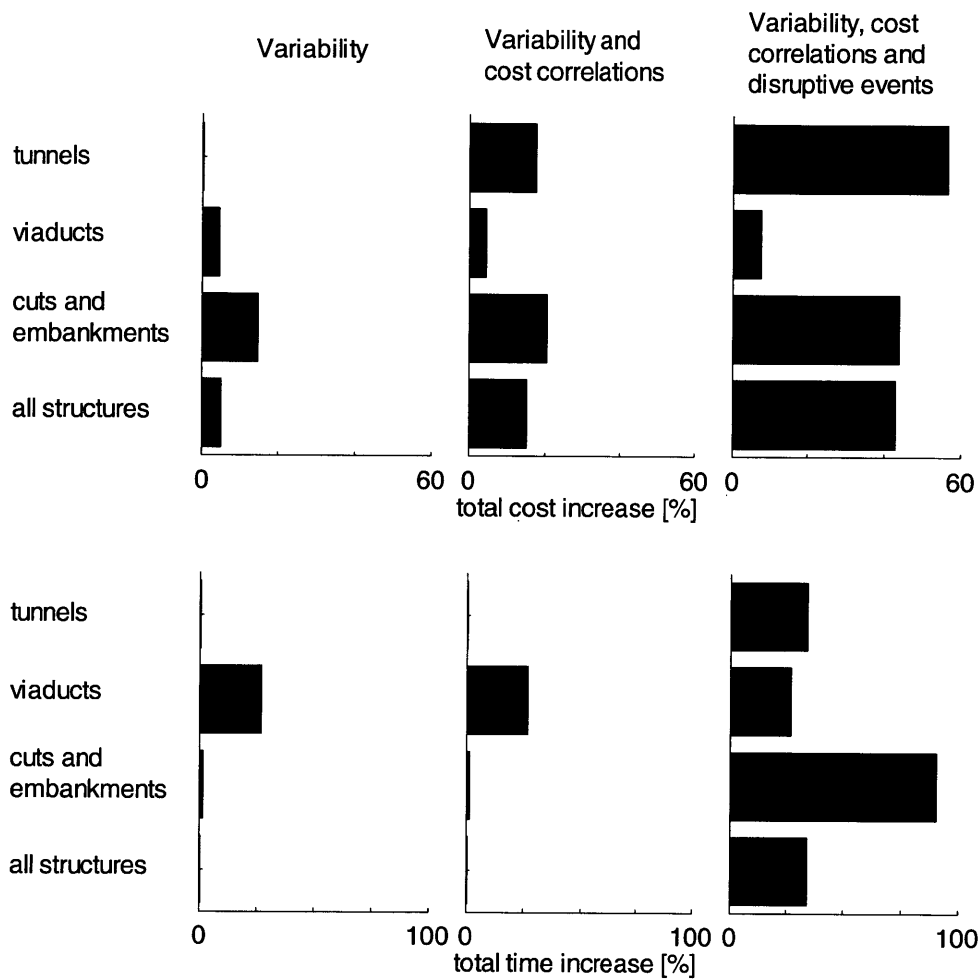 Variability
Variability and
cost correlations
Variability, cost
correlations and
disruptive events
tunnels
viaducts
cuts and
embankments
all structures
0 60 0 60 0 60
total cost increase [%]
tunnels
viaducts
cuts and
embankments
all structures
0 100 0 100 0 100
total time increase [%]